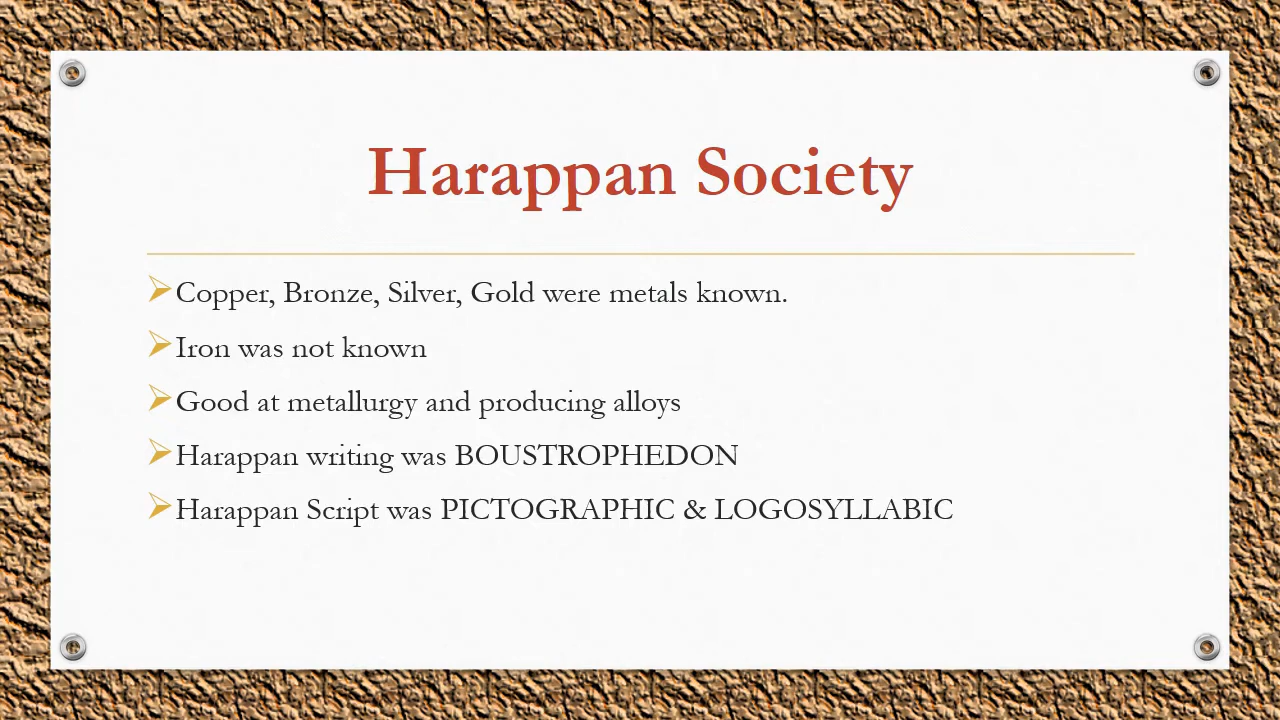 Harappan Society
Copper, Bronze, Silver, Gold were metals known.
Iron was not known
Good at metallurgy and producing alloys
Harappan writing was BOUSTROPHEDON
Harappan Script was PICTOGRAPHIC & LOGOSYLLABIC